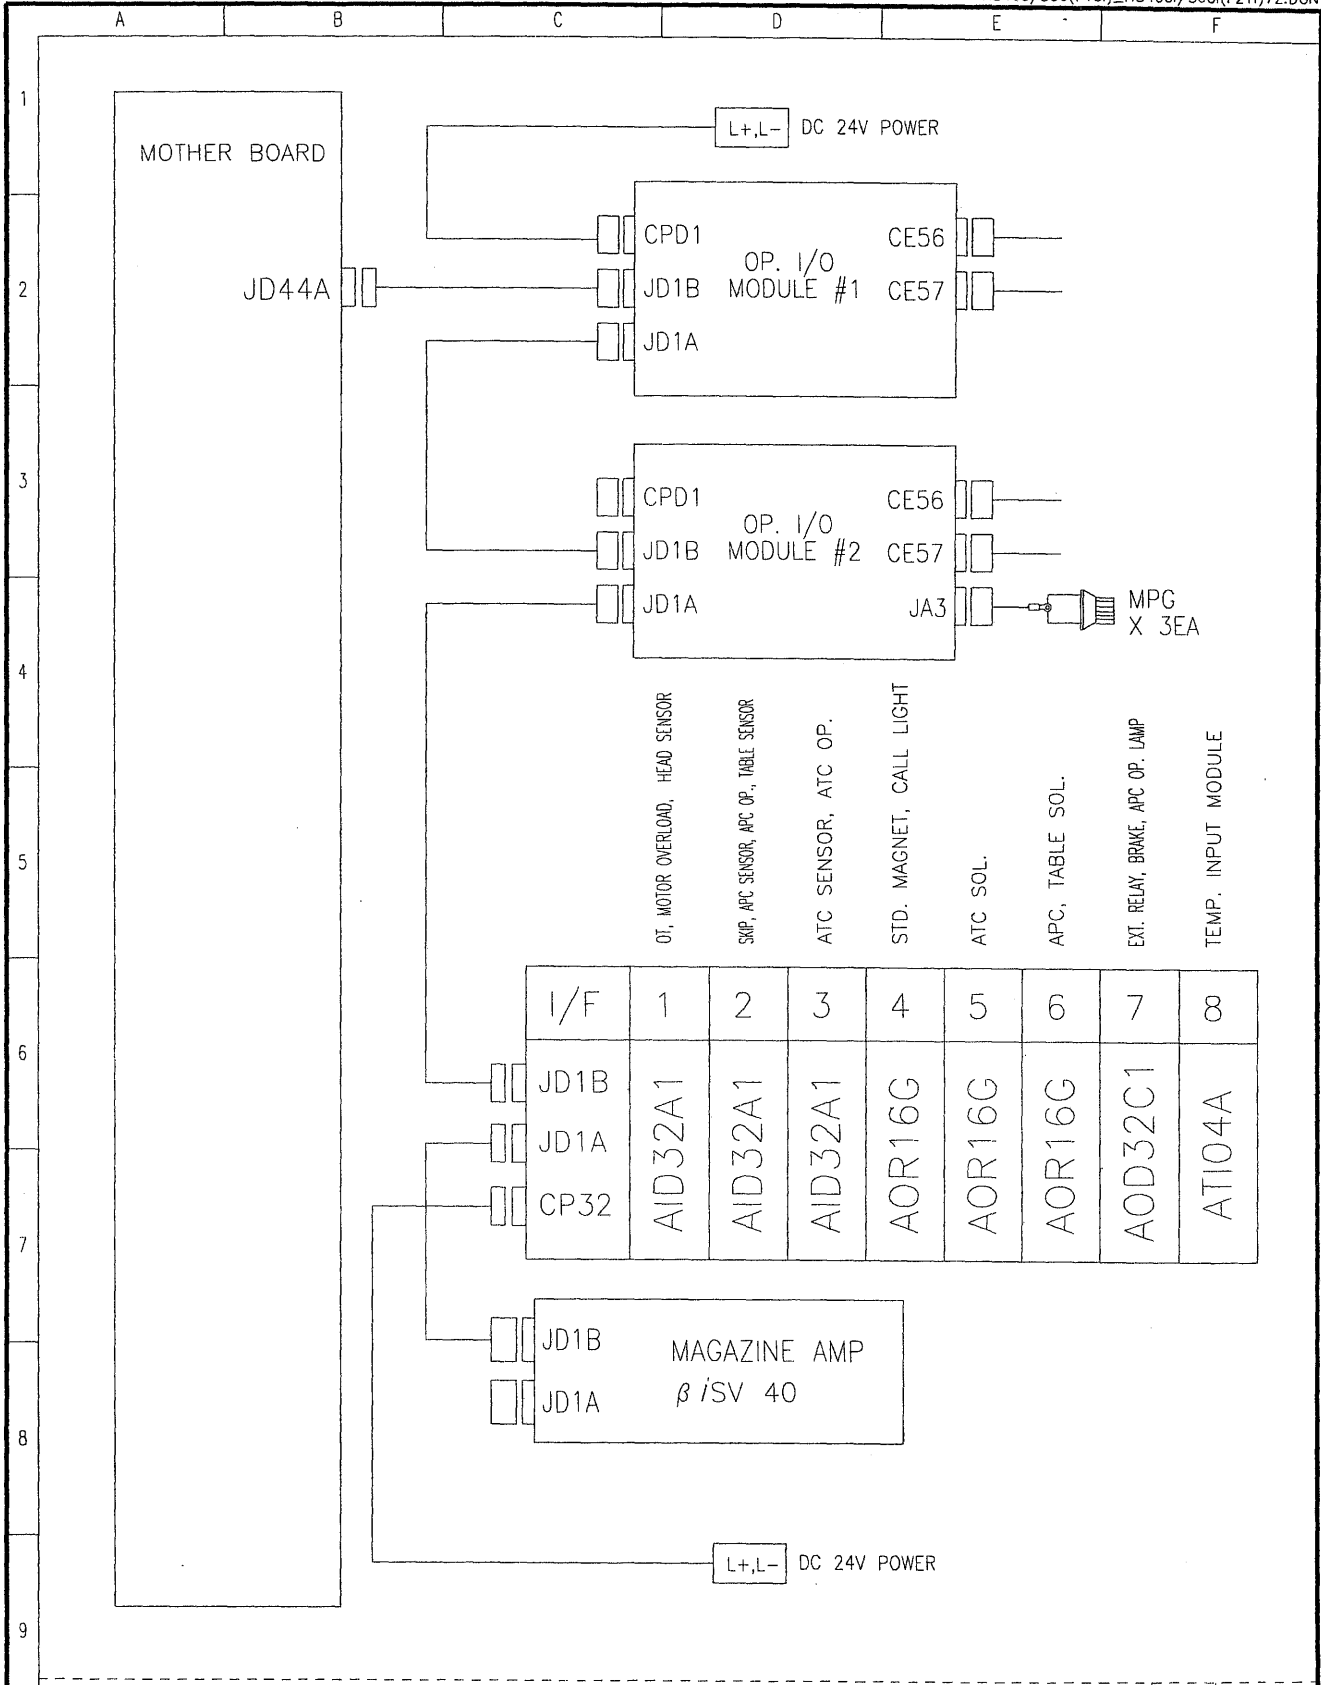 A B C D E F
1
L+,L- DC 24V POWER
MOTHER BOARD
CPD1 CE56
OP. I/O
MODULE #1
2
JD44A
JD1B CE57
JD1A
3
CPD1 CE56
OP. I/O
MODULE #2
JD1B CE57
JD1A JA3
MPG
X 3EA
4
OT, MOTOR OVERLOAD, HEAD SENSOR
SKIP, APC SENSOR, APC OP., TABLE SENSOR
ATC SENSOR, ATC OP.
STD. MAGNET, CALL LIGHT
ATC SOL.
APC, TABLE SOL.
EXT. RELAY, BRAKE, APC OP. LAMP
TEMP. INPUT MODULE
5
I/F 1 2 3 4 5 6 7 8
6
JD1B
JD1A
CP32
AID32A1
AID32A1
AID32A1
AOR16G
AOR16G
AOR16G
AOD32C1
ATI04A
7
JD1B
MAGAZINE AMP
β iSV 40
JD1A
8
L+,L- DC 24V POWER
9